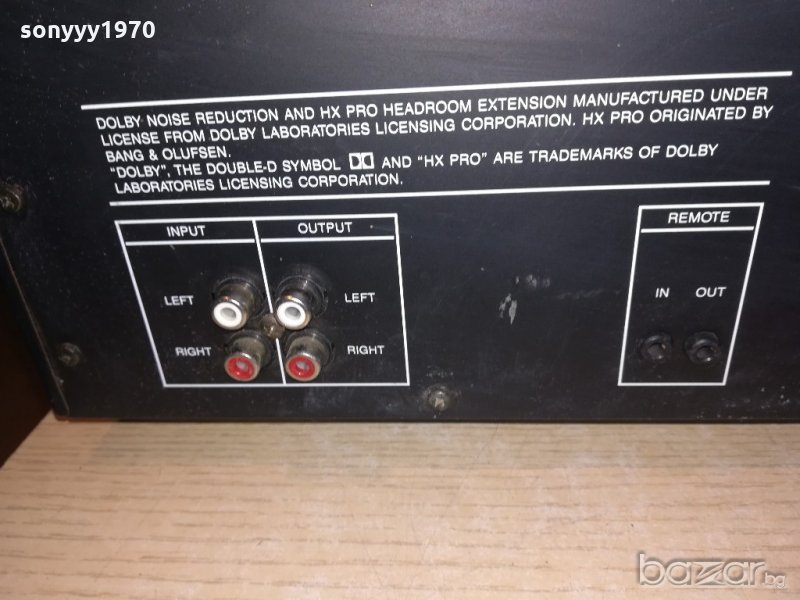 sonyyy1970
DOLBY NOISE REDUCTION AND HX PRO HEADROOM EXTENSION MANUFACTURED UNDER
LICENSE FROM DOLBY LABORATORIES LICENSING CORPORATION. HX PRO ORIGINATED BY
BANG & OLUFSEN.
"DOLBY", THE DOUBLE-D SYMBOL AND "HX PRO" ARE TRADEMARKS OF DOLBY
LABORATORIES LICENSING CORPORATION.
INPUT OUTPUT
LEFT LEFT
RIGHT RIGHT
REMOTE
IN OUT
bazar.bg